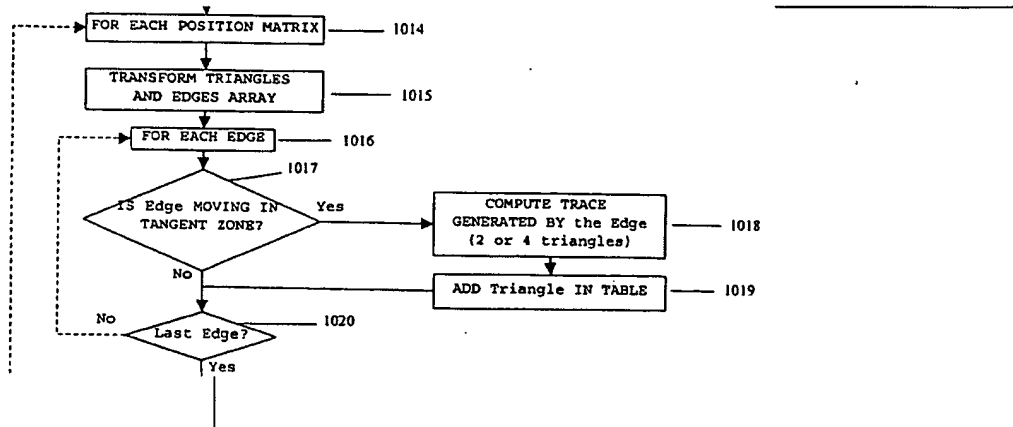 FOR EACH POSITION MATRIX
1014
TRANSFORM TRIANGLES
AND EDGES ARRAY
1015
FOR EACH EDGE
1016
1017
IS Edge MOVING IN
TANGENT ZONE?
Yes
COMPUTE TRACE
GENERATED BY the Edge
(2 or 4 triangles)
1018
No
ADD Triangle IN TABLE
1019
1020
No
Last Edge?
Yes